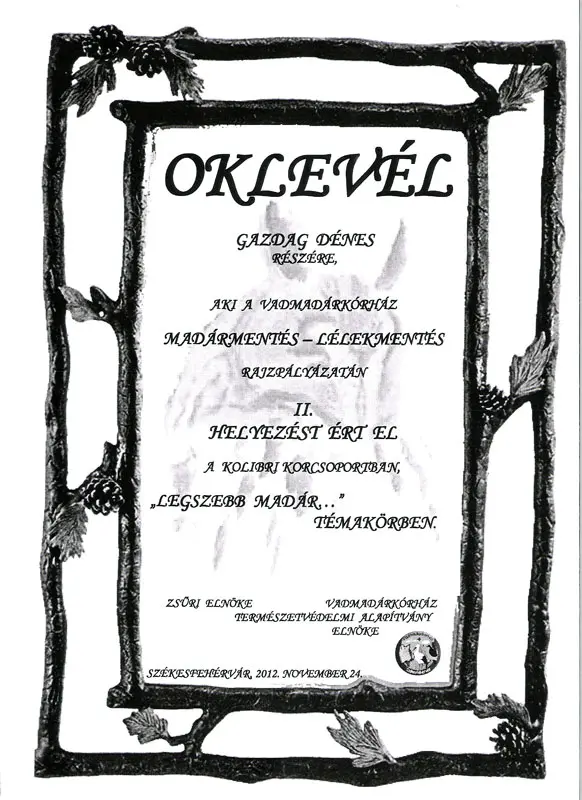 OKLEVÉL
GAZDAG DÉNES
RÉSZÉRE,
AKI A VADMADÁRKÓRHÁZ
MADÁRMENTÉS – LÉLEKMENTÉS
RAJZPÁLYÁZATÁN
II.
HELYEZÉST ÉRT EL
A KOLIBRI KORCSOPORTBAN,
„LEGSZEBB MADÁR…”
TÉMAKÖRBEN.
ZSŰRI ELNÖKE VADMADÁRKÓRHÁZ
TERMÉSZETVÉDELMI ALAPÍTVÁNY
ELNÖKE
SZÉKESFEHÉRVÁR, 2012. NOVEMBER 24.